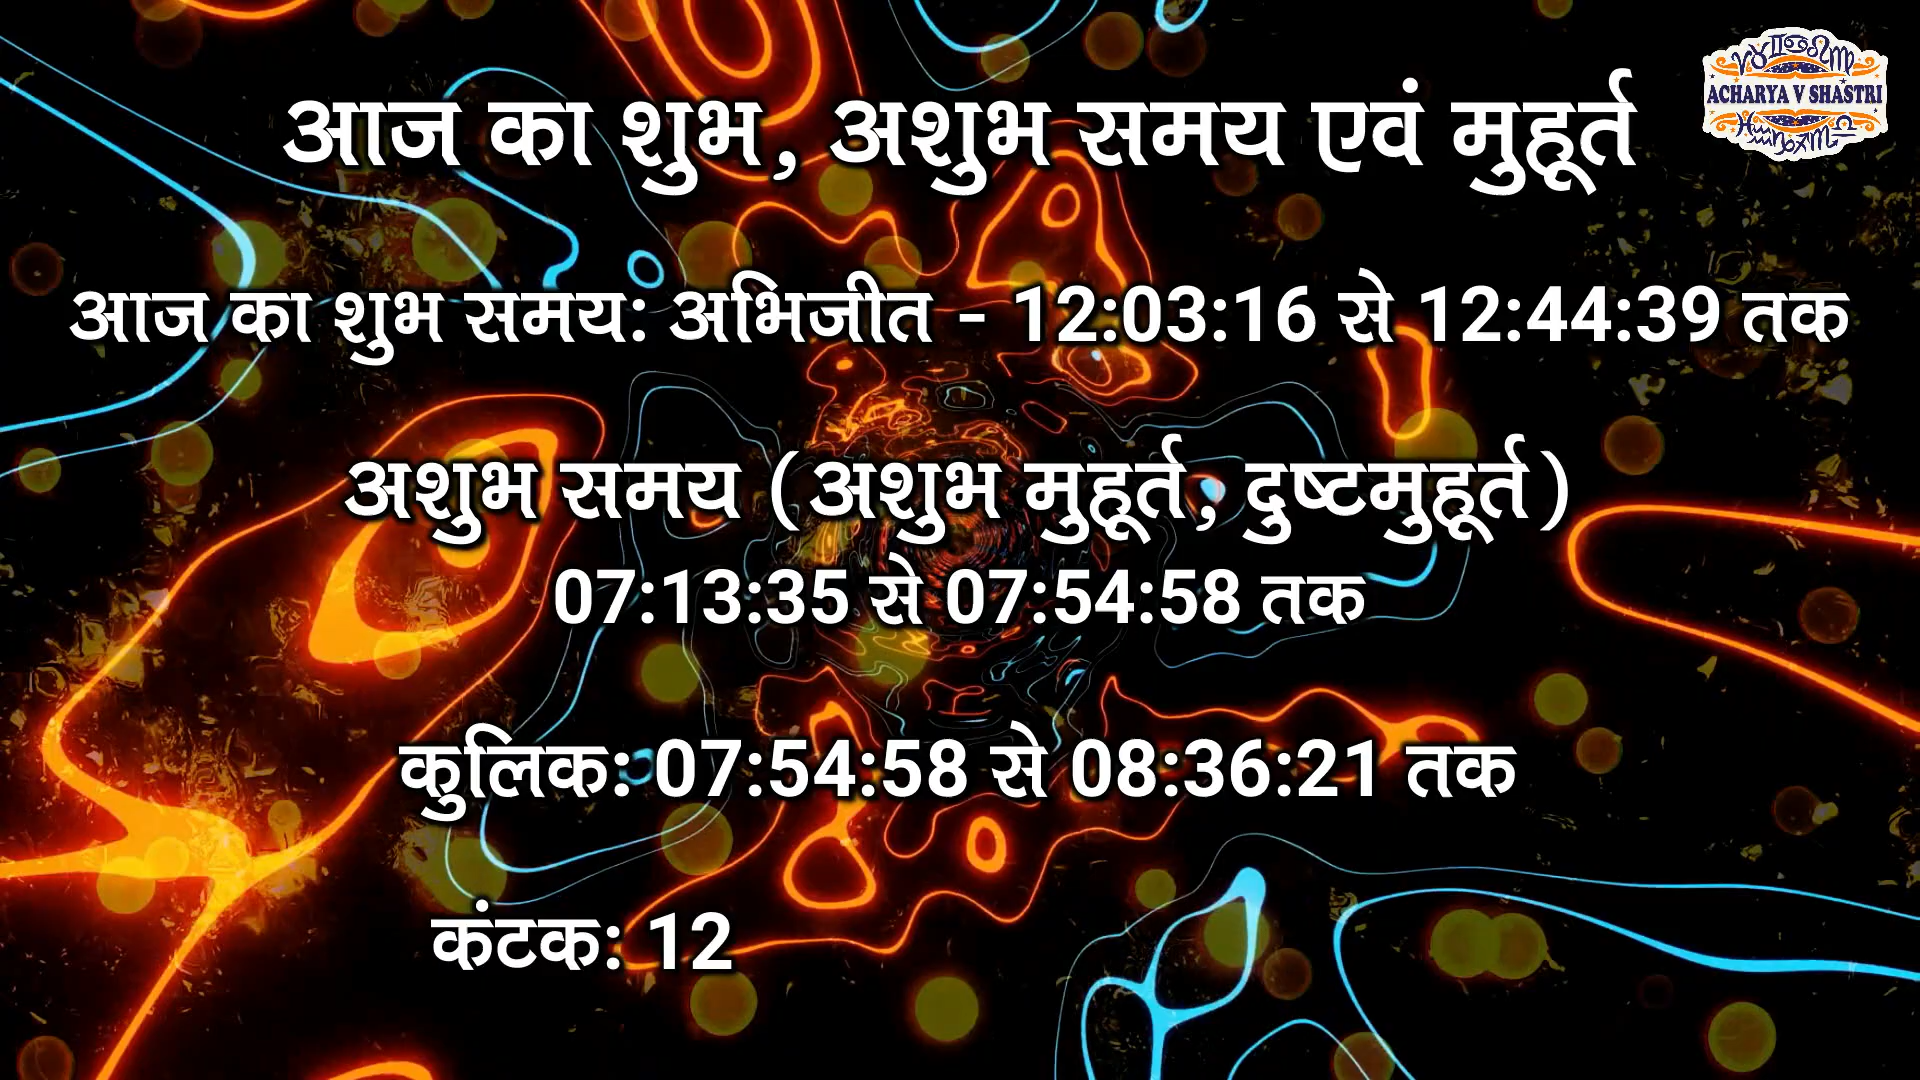 आज का शुभ, अशुभ समय एवं मुहूर्त
ACHARYA V SHASTRI
आज का शुभ समय: अभिजीत - 12:03:16 से 12:44:39 तक
अशुभ समय (अशुभ मुहूर्त, दुष्टमुहूर्त)
07:13:35 से 07:54:58 तक
कुलिक: 07:54:58 से 08:36:21 तक
कंटक: 12